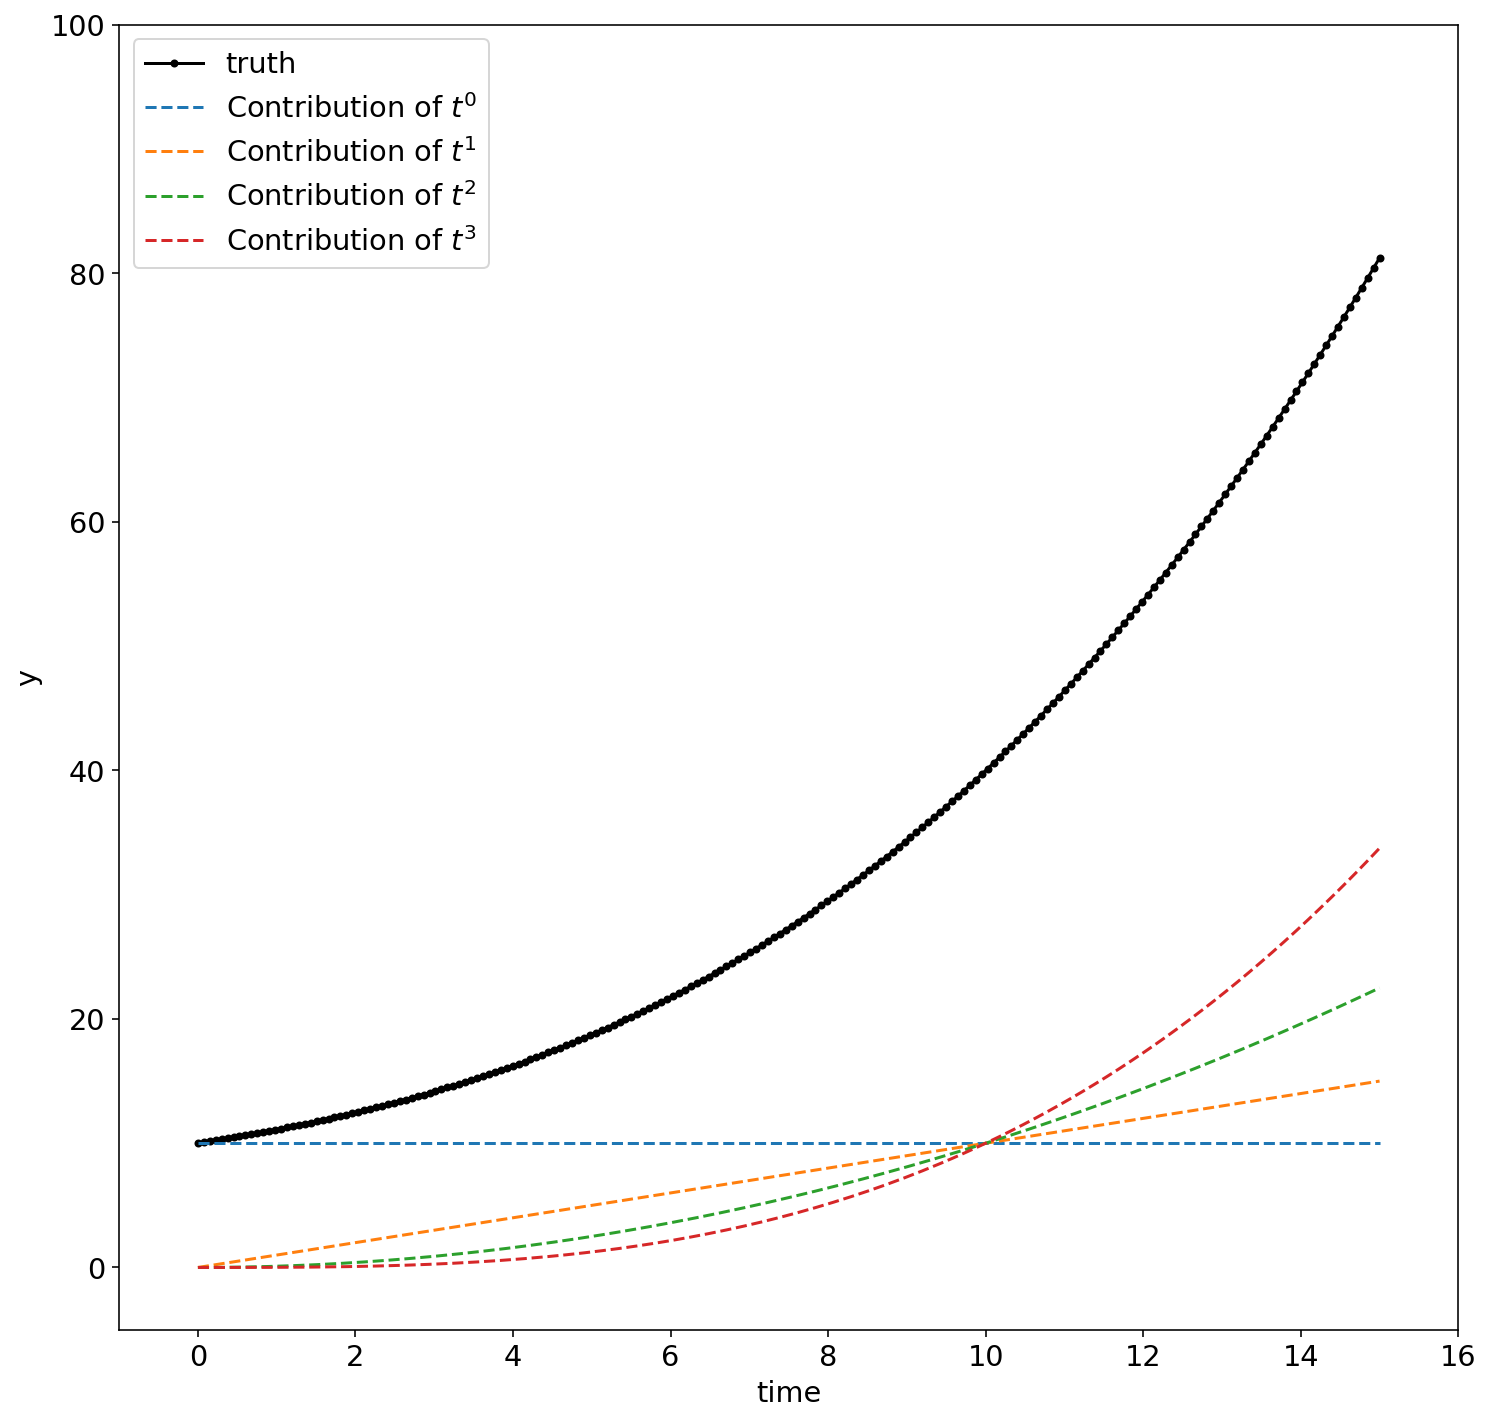 100
80
60
40
20
0
y
truth
Contribution of t⁰
Contribution of t¹
Contribution of t²
Contribution of t³
0 2 4 6 8 10 12 14 16
time